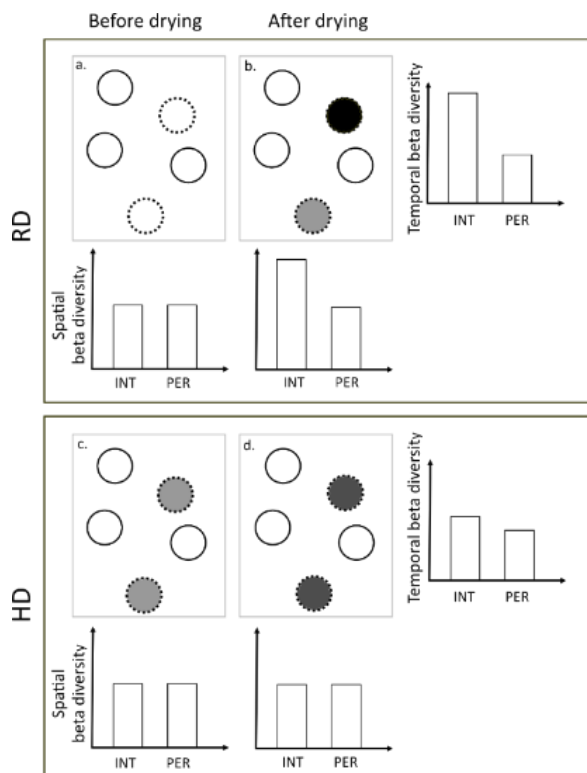 Before drying
After drying
RD
a.
b.
Temporal beta diversity
INT PER
Spatial
beta diversity
INT PER
INT PER
HD
c.
d.
Temporal beta diversity
INT PER
Spatial
beta diversity
INT PER
INT PER